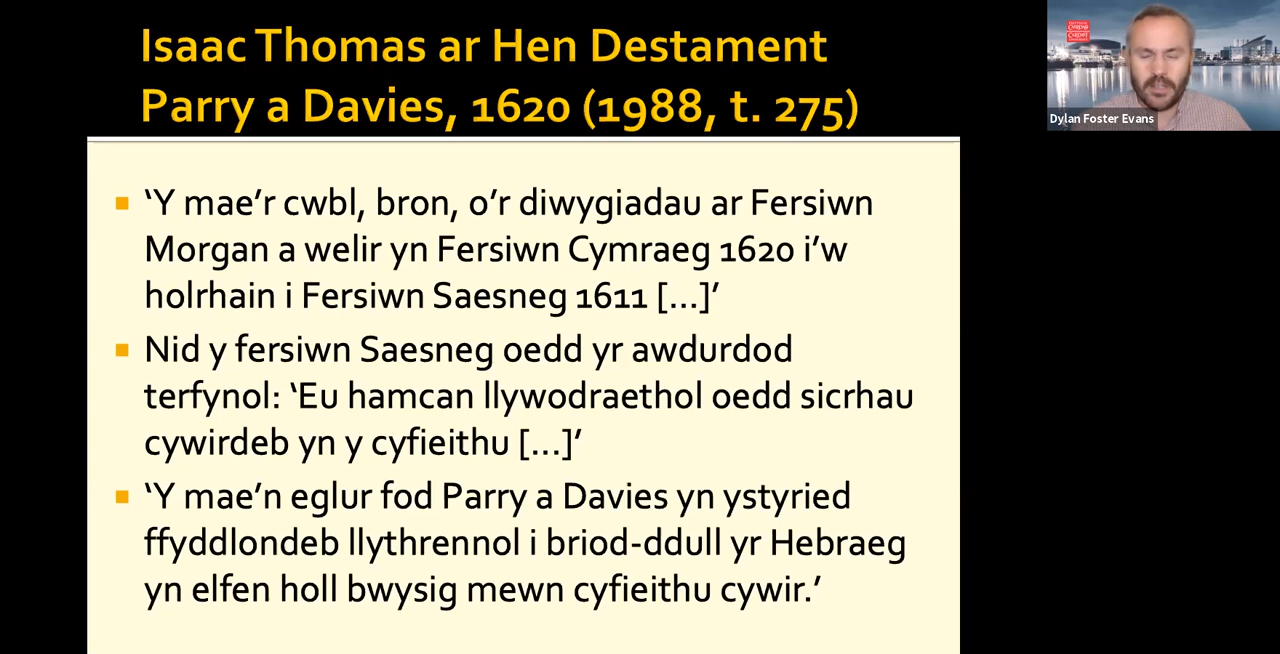 Isaac Thomas ar Hen Destament
Parry a Davies, 1620 (1988, t. 275)
‘Y mae’r cwbl, bron, o’r diwygiadau ar Fersiwn
Morgan a welir yn Fersiwn Cymraeg 1620 i’w
holrhain i Fersiwn Saesneg 1611 [...]’
Nid y fersiwn Saesneg oedd yr awdurdod
terfynol: ‘Eu hamcan llywodraethol oedd sicrhau
cywirdeb yn y cyfieithu [...]’
‘Y mae’n eglur fod Parry a Davies yn ystyried
ffyddlondeb llythrennol i briod-ddull yr Hebraeg
yn elfen holl bwysig mewn cyfieithu cywir.’
Dylan Foster Evans